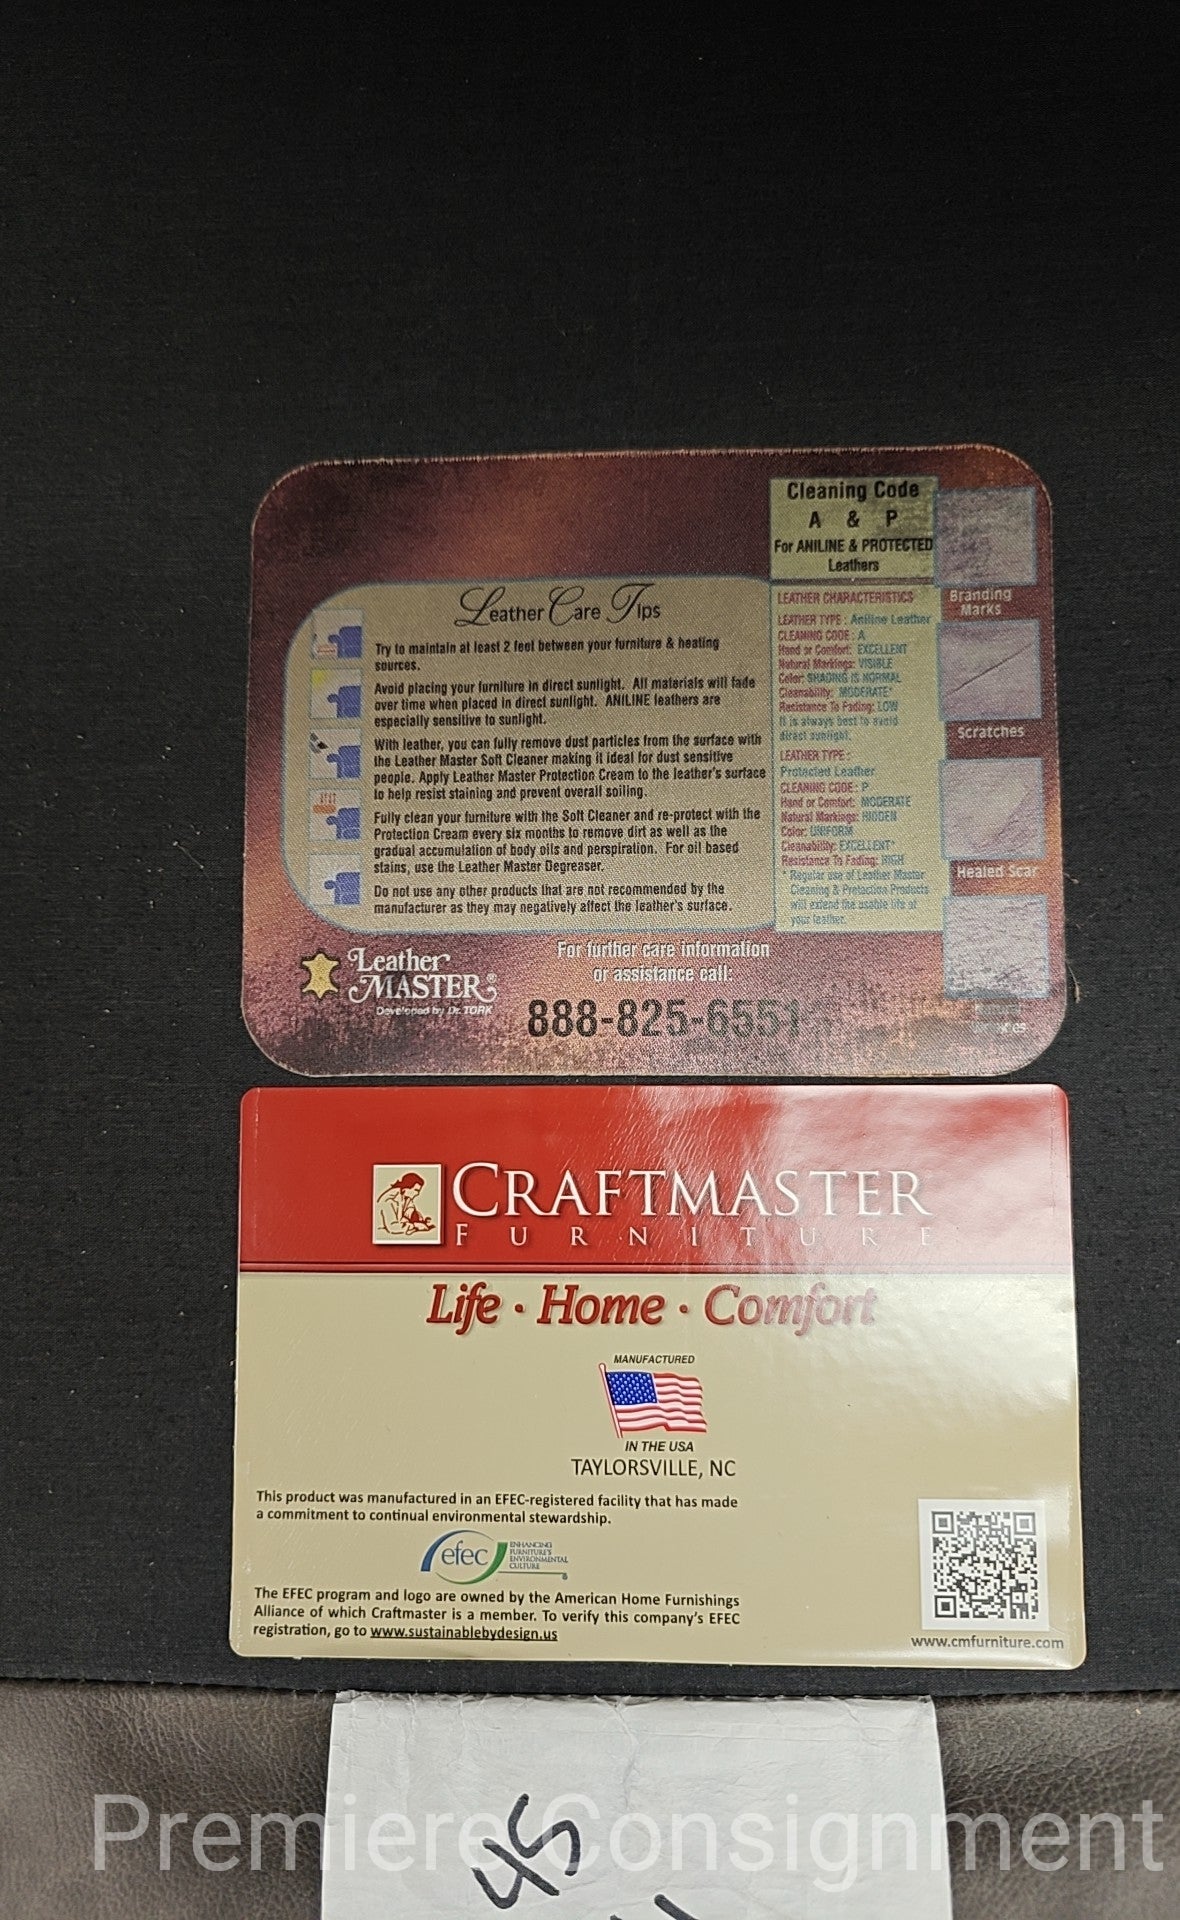 Cleaning Code
A & P
For ANILINE & PROTECTED
Leathers
Leather Care Tips
Try to maintain at least 2 feet between your furniture & heating
sources.
Avoid placing your furniture in direct sunlight. All materials will fade
over time when placed in direct sunlight. ANILINE leathers are
especially sensitive to sunlight.
With leather, you can fully remove dust particles from the surface with
the Leather Master Soft Cleaner making it ideal for dust sensitive
people. Apply Leather Master Protection Cream to the leather's surface
to help resist staining and prevent overall soiling.
Fully clean your furniture with the Soft Cleaner and re-protect with the
Protection Cream every six months to remove dirt as well as the
gradual accumulation of body oils and perspiration. For oil based
stains, use the Leather Master Degreaser.
Do not use any other products that are not recommended by the
manufacturer as they may negatively affect the leather's surface.
LEATHER CHARACTERISTICS
LEATHER TYPE : Aniline Leather
CLEANING CODE : A
Hand or Comfort: EXCELLENT
Natural Markings: VISIBLE
Color: SHADING IS NORMAL
Cleanability: MODERATE*
Resistance To Fading: LOW
It is always best to avoid
direct sunlight.
LEATHER TYPE :
Protected Leather
CLEANING CODE : P
Hand or Comfort: MODERATE
Natural Markings: HIDDEN
Color: UNIFORM
Cleanability: EXCELLENT*
Resistance To Fading: HIGH
* Regular use of Leather Master
Cleaning & Protection Products
will extend the usable life of
your leather.
Branding
Marks
Scratches
Healed Scar
Leather
MASTER®
Developed by Dr. TORK
For further care information
or assistance call:
888-825-6551
CRAFTMASTER
FURNITURE
Life · Home · Comfort
MANUFACTURED
IN THE USA
TAYLORSVILLE, NC
This product was manufactured in an EFEC-registered facility that has made
a commitment to continual environmental stewardship.
efec
ENHANCING
FURNITURE'S
ENVIRONMENTAL
CULTURE
®
The EFEC program and logo are owned by the American Home Furnishings
Alliance of which Craftmaster is a member. To verify this company's EFEC
registration, go to www.sustainablebydesign.us
www.cmfurniture.com
45
Premiere Consignment